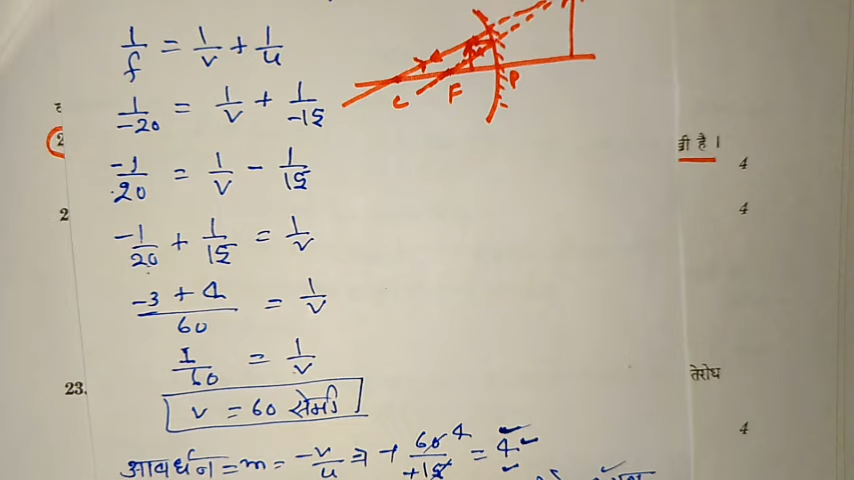 1/f = 1/v + 1/u
C F P
1/-20 = 1/v + 1/-15
2
ी है ।
4
-1/20 = 1/v - 1/15
2
4
-1/20 + 1/15 = 1/v
-3 + 4/60 = 1/v
1/60 = 1/v
तिरोध
23.
v = 60 सेमी
4
आवर्धन = m = -v/u ⇒ + 60 4/+15 = 4